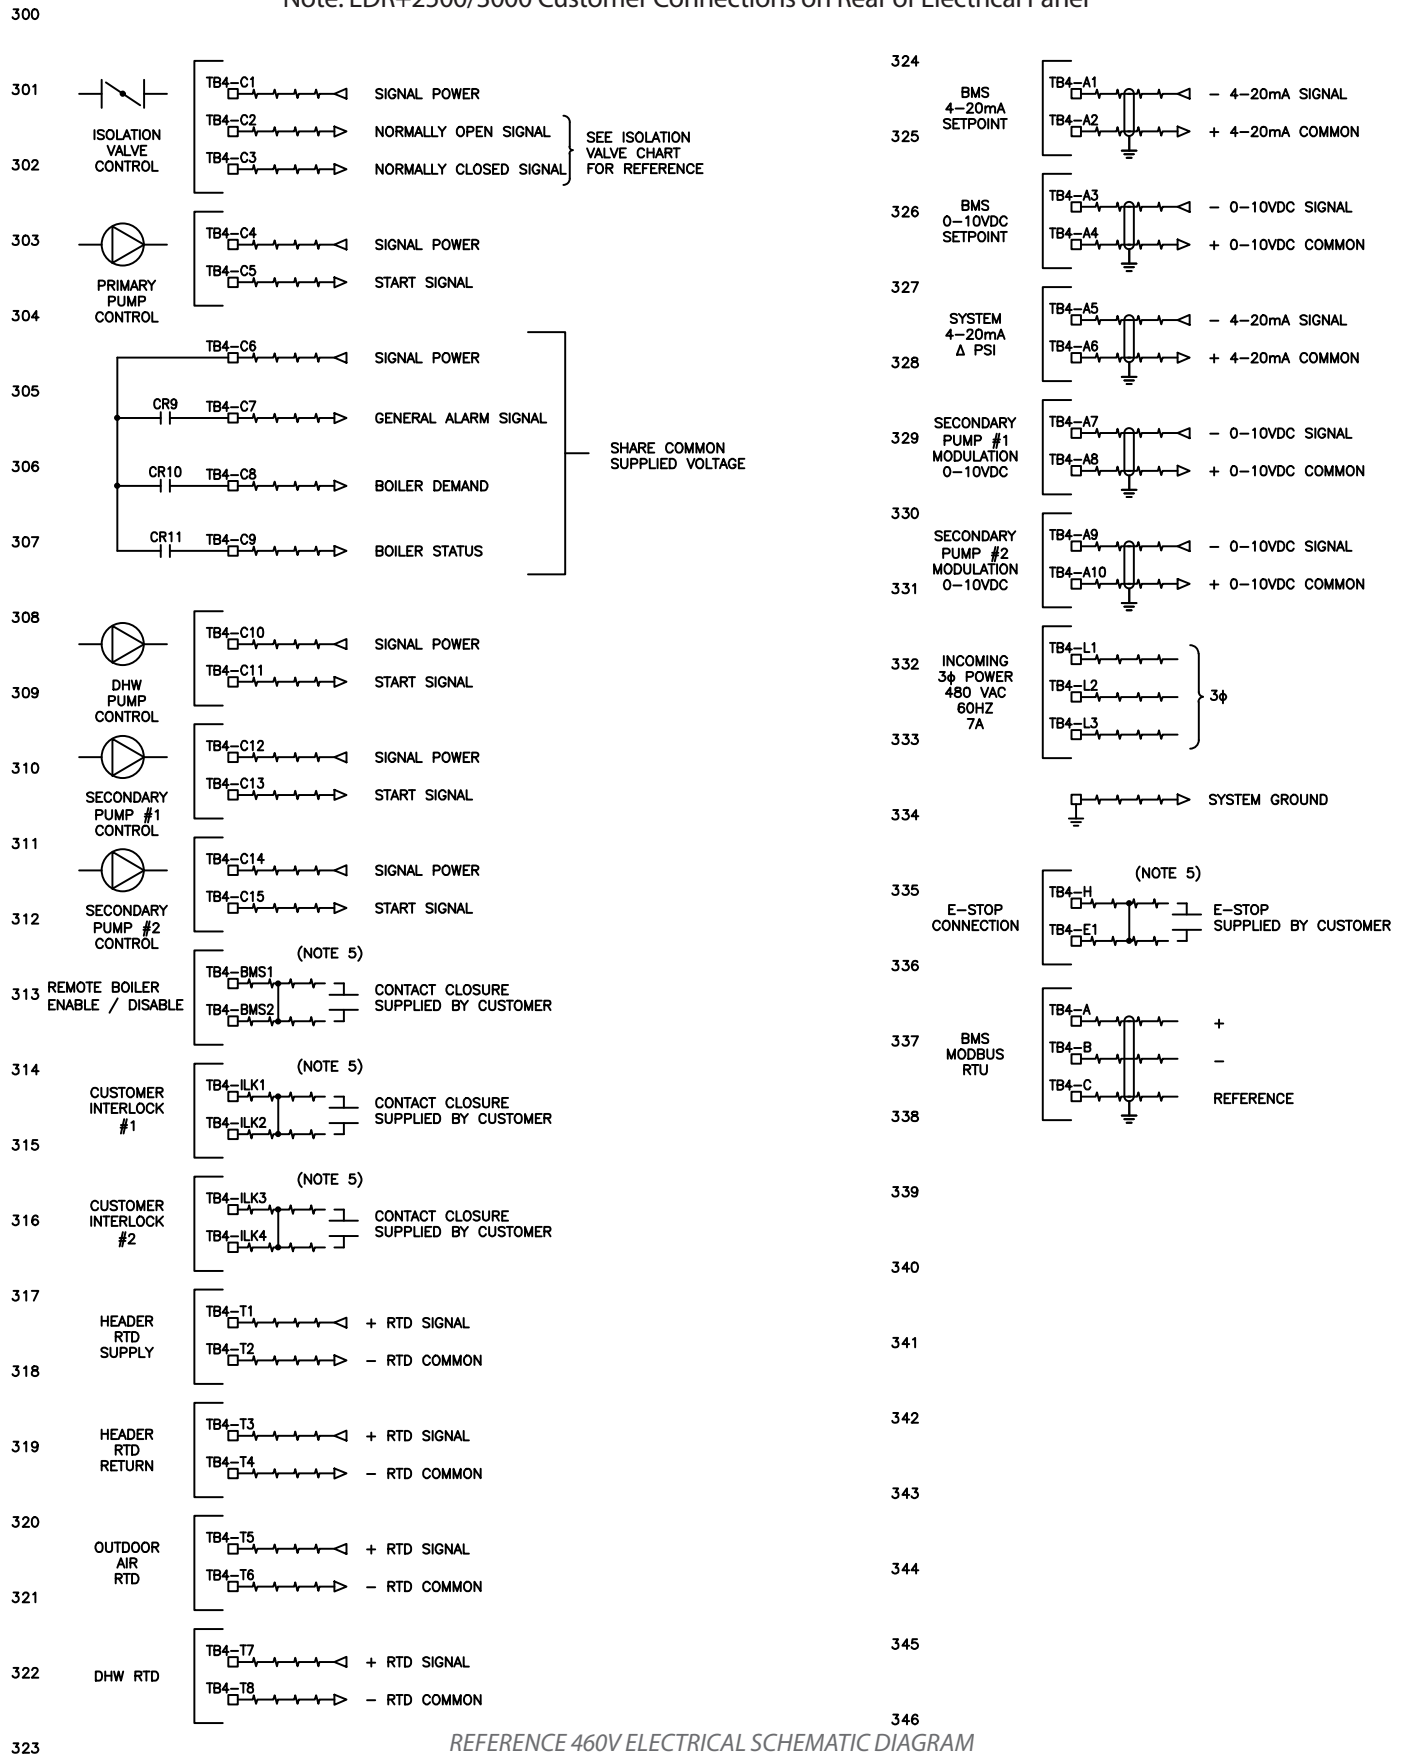 Note: EDR+2500/3000 Customer Connections on Rear of Electrical Panel
300
301
ISOLATION
VALVE
CONTROL
TB4-C1
SIGNAL POWER
TB4-C2
NORMALLY OPEN SIGNAL
TB4-C3
NORMALLY CLOSED SIGNAL
SEE ISOLATION
VALVE CHART
FOR REFERENCE
302
303
PRIMARY
PUMP
CONTROL
TB4-C4
SIGNAL POWER
TB4-C5
START SIGNAL
304
TB4-C6
SIGNAL POWER
305
CR9
TB4-C7
GENERAL ALARM SIGNAL
306
CR10
TB4-C8
BOILER DEMAND
SHARE COMMON
SUPPLIED VOLTAGE
307
CR11
TB4-C9
BOILER STATUS
308
DHW
PUMP
CONTROL
TB4-C10
SIGNAL POWER
TB4-C11
START SIGNAL
309
310
SECONDARY
PUMP #1
CONTROL
TB4-C12
SIGNAL POWER
TB4-C13
START SIGNAL
311
SECONDARY
PUMP #2
CONTROL
TB4-C14
SIGNAL POWER
TB4-C15
START SIGNAL
312
313
REMOTE BOILER
ENABLE / DISABLE
(NOTE 5)
TB4-BMS1
TB4-BMS2
CONTACT CLOSURE
SUPPLIED BY CUSTOMER
314
CUSTOMER
INTERLOCK
#1
(NOTE 5)
TB4-ILK1
TB4-ILK2
CONTACT CLOSURE
SUPPLIED BY CUSTOMER
315
316
CUSTOMER
INTERLOCK
#2
(NOTE 5)
TB4-ILK3
TB4-ILK4
CONTACT CLOSURE
SUPPLIED BY CUSTOMER
317
HEADER
RTD
SUPPLY
TB4-T1
+ RTD SIGNAL
TB4-T2
- RTD COMMON
318
319
HEADER
RTD
RETURN
TB4-T3
+ RTD SIGNAL
TB4-T4
- RTD COMMON
320
OUTDOOR
AIR
RTD
TB4-T5
+ RTD SIGNAL
TB4-T6
- RTD COMMON
321
322
DHW RTD
TB4-T7
+ RTD SIGNAL
TB4-T8
- RTD COMMON
323
324
BMS
4-20mA
SETPOINT
TB4-A1
- 4-20mA SIGNAL
TB4-A2
+ 4-20mA COMMON
325
326
BMS
0-10VDC
SETPOINT
TB4-A3
- 0-10VDC SIGNAL
TB4-A4
+ 0-10VDC COMMON
327
SYSTEM
4-20mA
Δ PSI
TB4-A5
- 4-20mA SIGNAL
TB4-A6
+ 4-20mA COMMON
328
329
SECONDARY
PUMP #1
MODULATION
0-10VDC
TB4-A7
- 0-10VDC SIGNAL
TB4-A8
+ 0-10VDC COMMON
330
SECONDARY
PUMP #2
MODULATION
0-10VDC
TB4-A9
- 0-10VDC SIGNAL
TB4-A10
+ 0-10VDC COMMON
331
332
INCOMING
3ϕ POWER
480 VAC
60HZ
7A
TB4-L1
TB4-L2
TB4-L3
3ϕ
333
334
SYSTEM GROUND
335
E-STOP
CONNECTION
(NOTE 5)
TB4-H
TB4-E1
E-STOP
SUPPLIED BY CUSTOMER
336
337
BMS
MODBUS
RTU
TB4-A
+
TB4-B
-
TB4-C
REFERENCE
338
339
340
341
342
343
344
345
346
REFERENCE 460V ELECTRICAL SCHEMATIC DIAGRAM